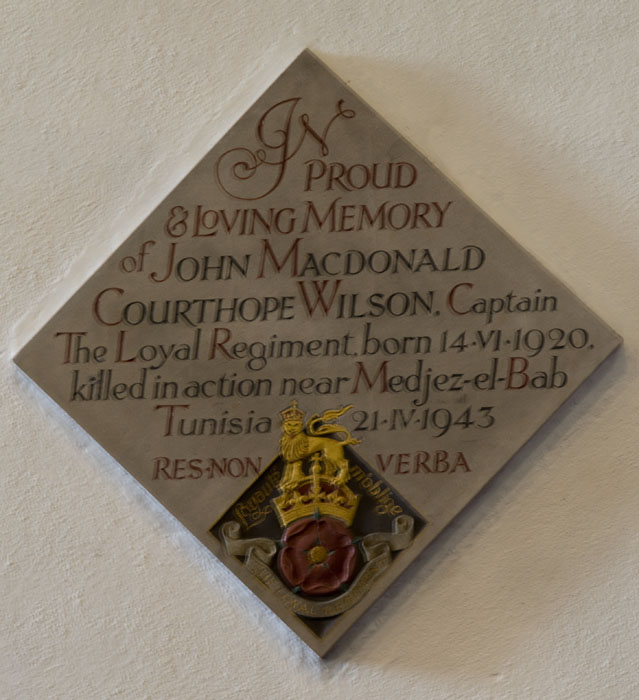 In
PROUD
& LOVING MEMORY
of JOHN MACDONALD
COURTHOPE WILSON, Captain
The Loyal Regiment, born 14·VI·1920,
killed in action near Medjez-el-Bab
Tunisia 21·IV·1943
RES·NON VERBA